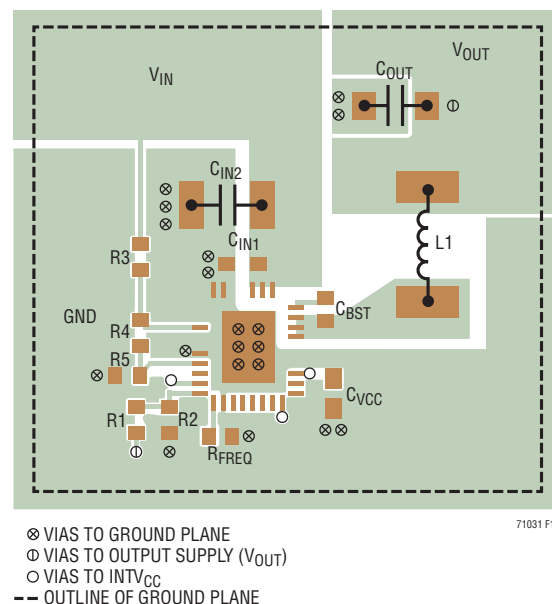 VIN
VOUT
COUT
CIN2
CIN1
R3
L1
CBST
GND
R4
R5
CVCC
R1
R2
RFREQ
71031 F1
⊗ VIAS TO GROUND PLANE
⦶ VIAS TO OUTPUT SUPPLY (VOUT)
○ VIAS TO INTVCC
-- OUTLINE OF GROUND PLANE